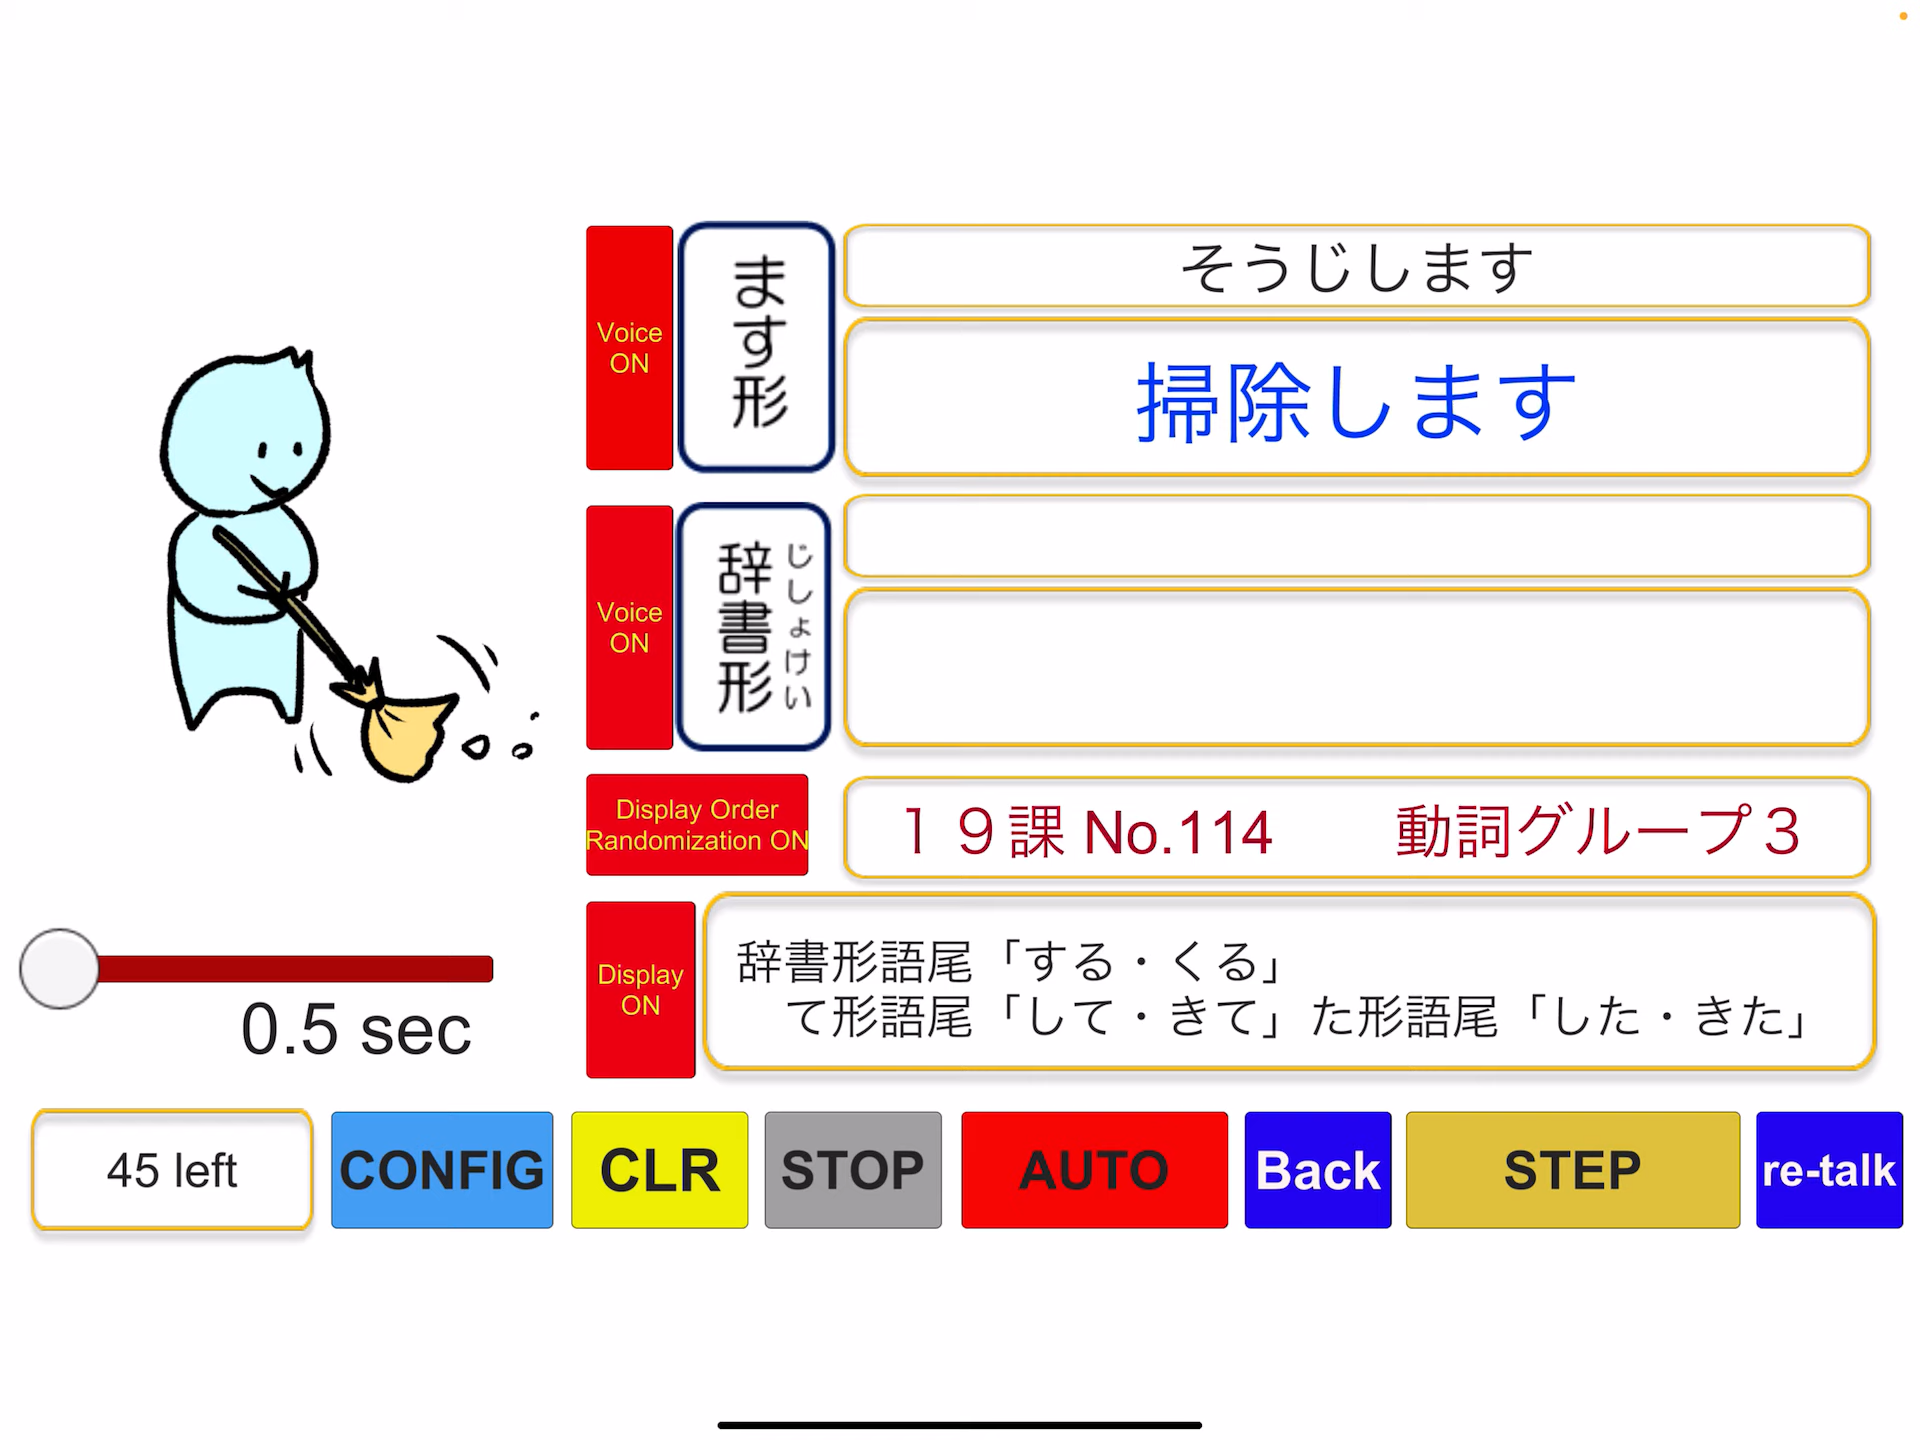 Voice
ON
ます形
そうじします
掃除します
Voice
ON
辞書形
じしょけい
Display Order
Randomization ON
１９課 No.114 動詞グループ３
Display
ON
辞書形語尾「する・くる」
て形語尾「して・きて」た形語尾「した・きた」
0.5 sec
45 left
CONFIG
CLR
STOP
AUTO
Back
STEP
re-talk